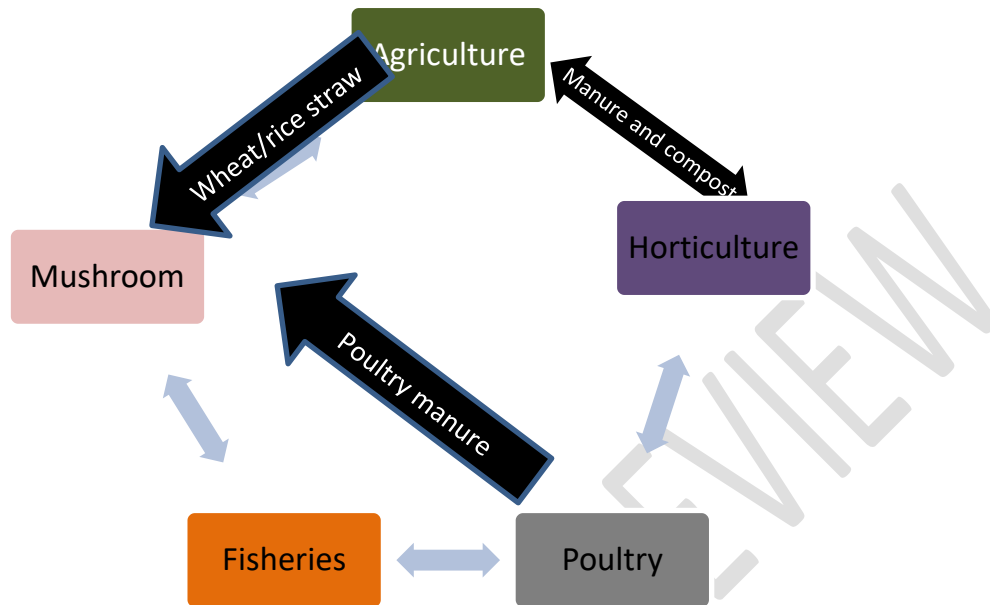 Agriculture
Wheat/rice straw
Manure and compost
Horticulture
Mushroom
Poultry manure
Fisheries
Poultry
EVIEW